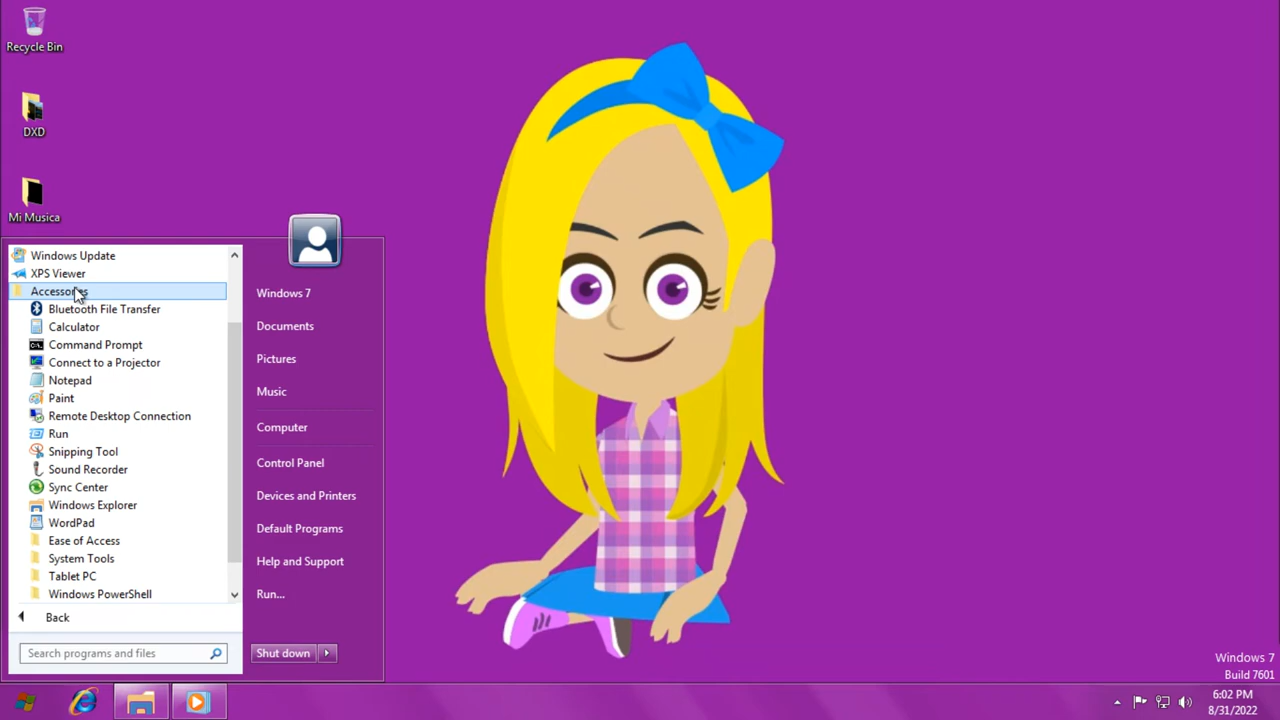 Recycle Bin
DXD
Mi Musica
Windows Update
XPS Viewer
Accessories
Bluetooth File Transfer
Calculator
Command Prompt
Connect to a Projector
Notepad
Paint
Remote Desktop Connection
Run
Snipping Tool
Sound Recorder
Sync Center
Windows Explorer
WordPad
Ease of Access
System Tools
Tablet PC
Windows PowerShell
Back
Search programs and files
Windows 7
Documents
Pictures
Music
Computer
Control Panel
Devices and Printers
Default Programs
Help and Support
Run...
Shut down
Windows 7
Build 7601
6:02 PM
8/31/2022